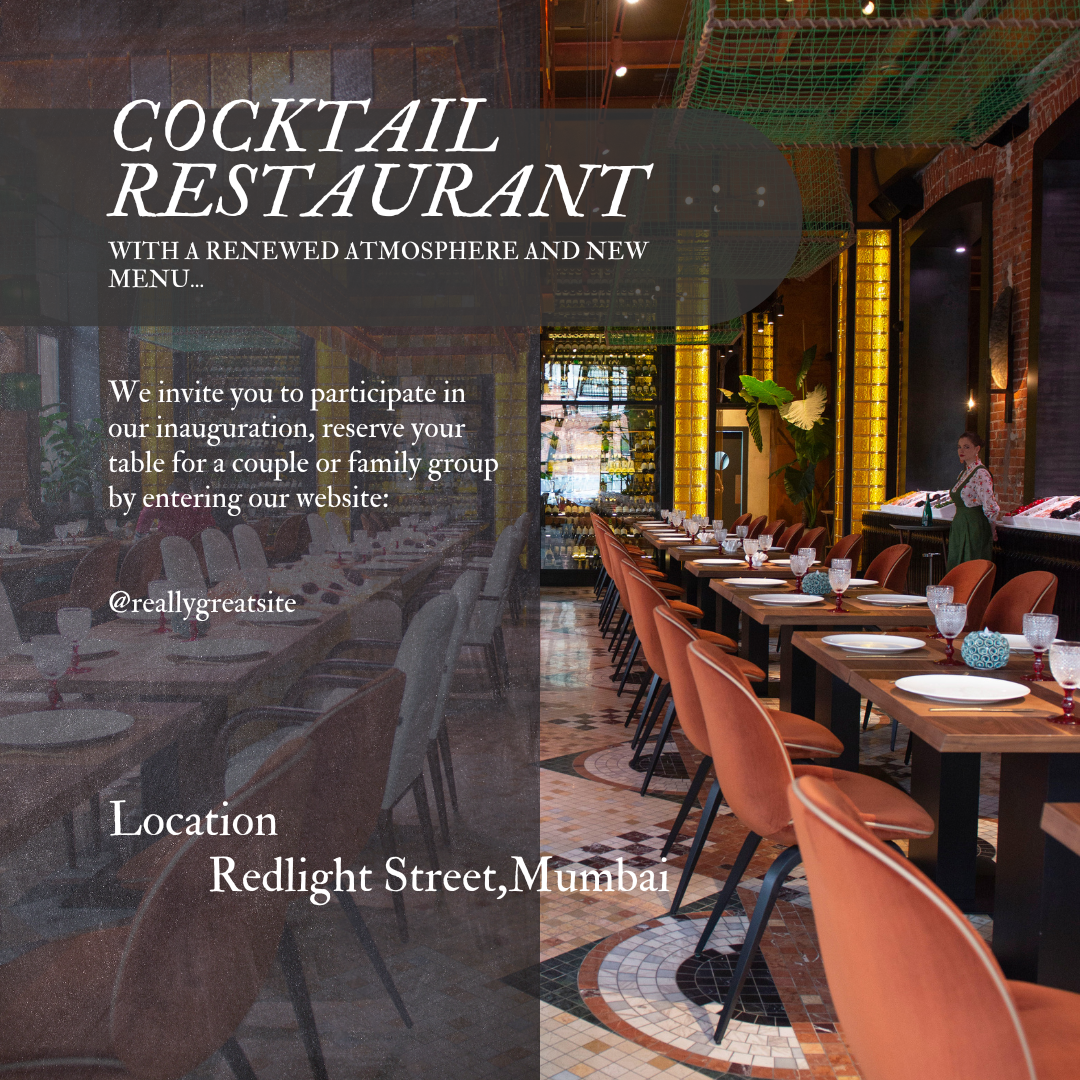 COCKTAIL
RESTAURANT
WITH A RENEWED ATMOSPHERE AND NEW
MENU...
We invite you to participate in
our inauguration, reserve your
table for a couple or family group
by entering our website:
@reallygreatsite
Location
Redlight Street,Mumbai